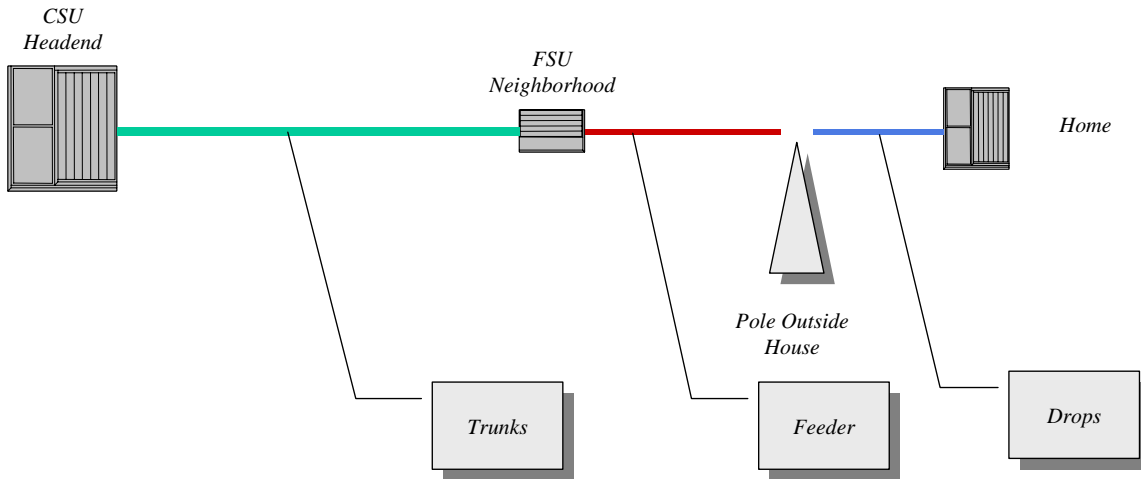 CSU
Headend
FSU
Neighborhood
Home
Pole Outside
House
Trunks
Feeder
Drops